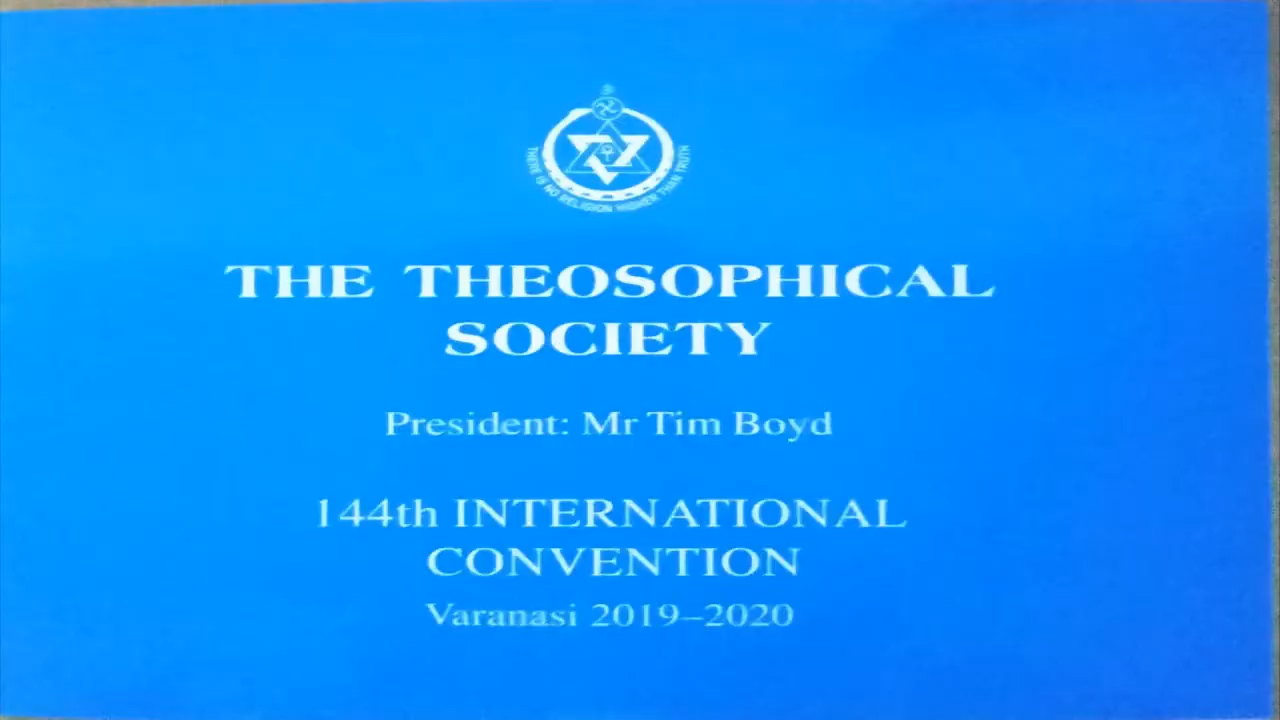 THERE IS NO RELIGION HIGHER THAN TRUTH
THE THEOSOPHICAL
SOCIETY
President: Mr Tim Boyd
144th INTERNATIONAL
CONVENTION
Varanasi 2019–2020